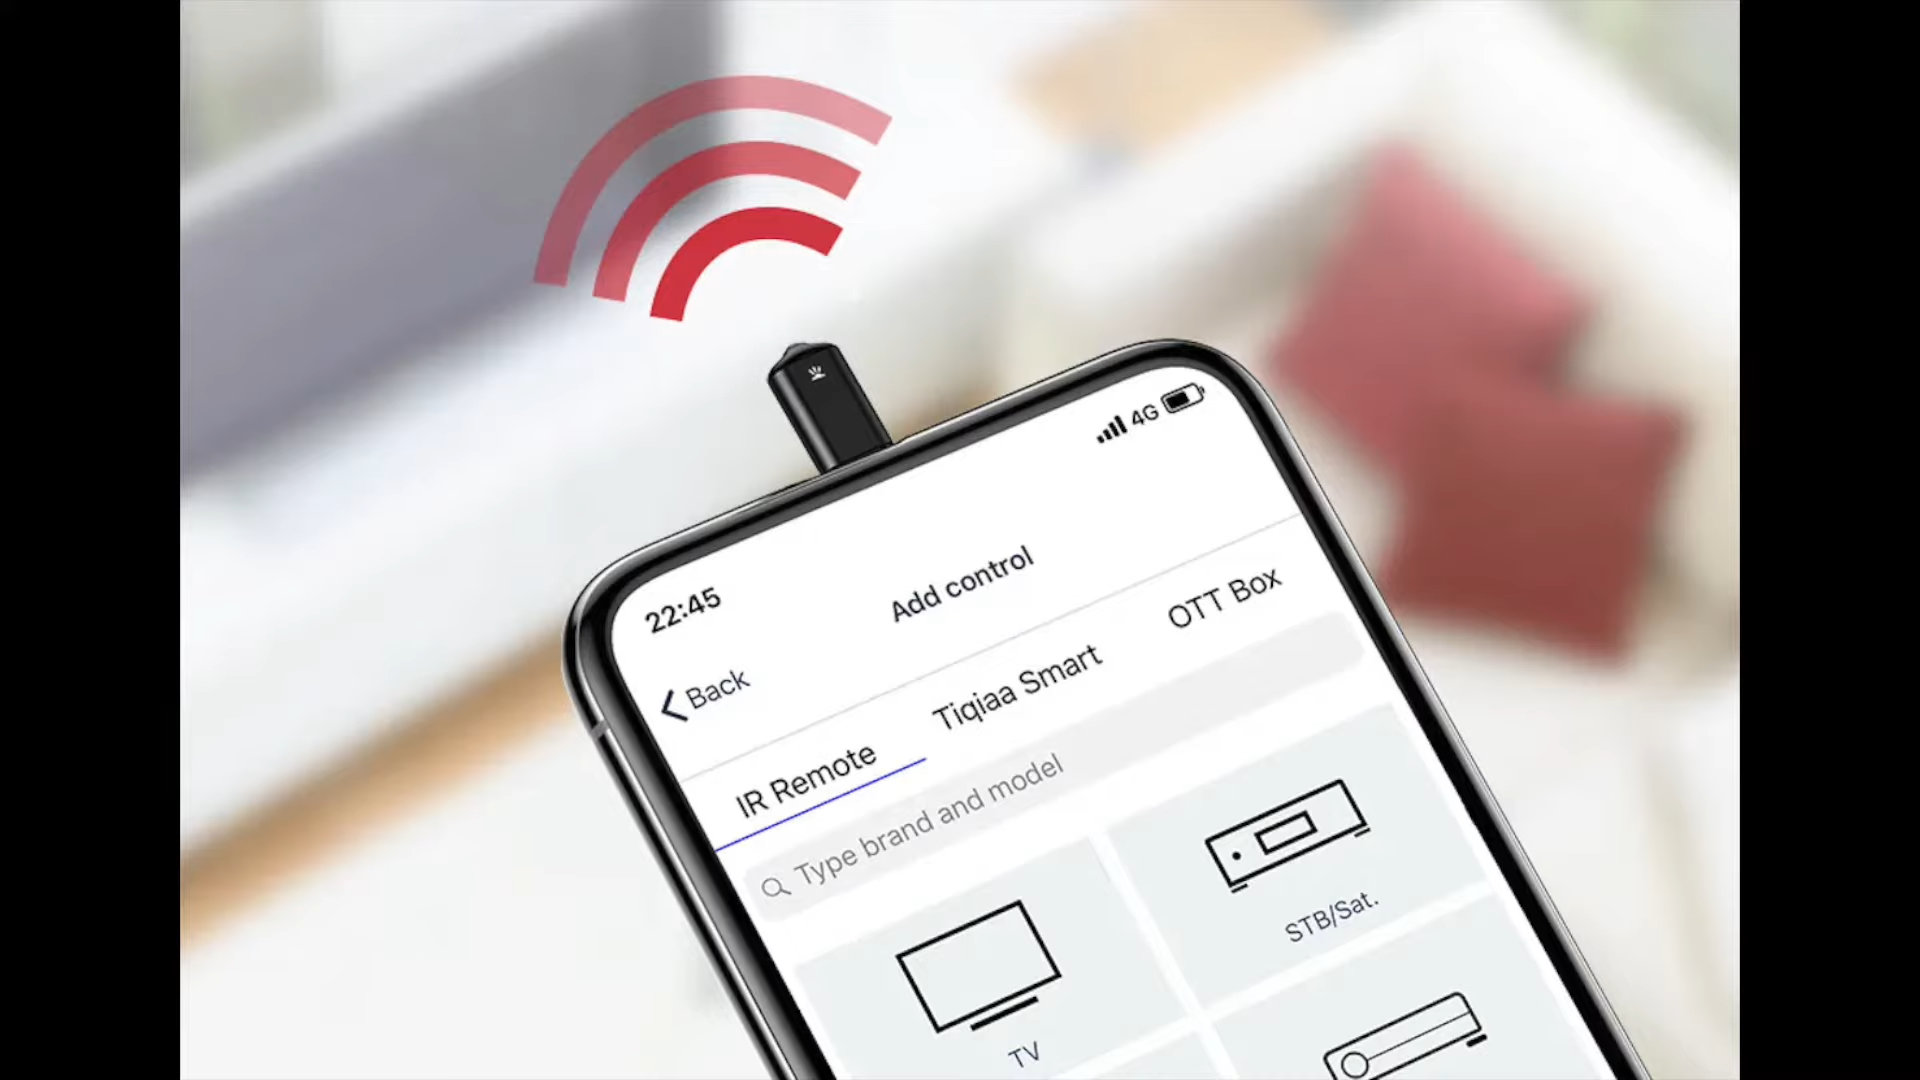 4G
22:45
Add control
Back
IR Remote
Tiqiaa Smart
OTT Box
Type brand and model
TV
STB/Sat.